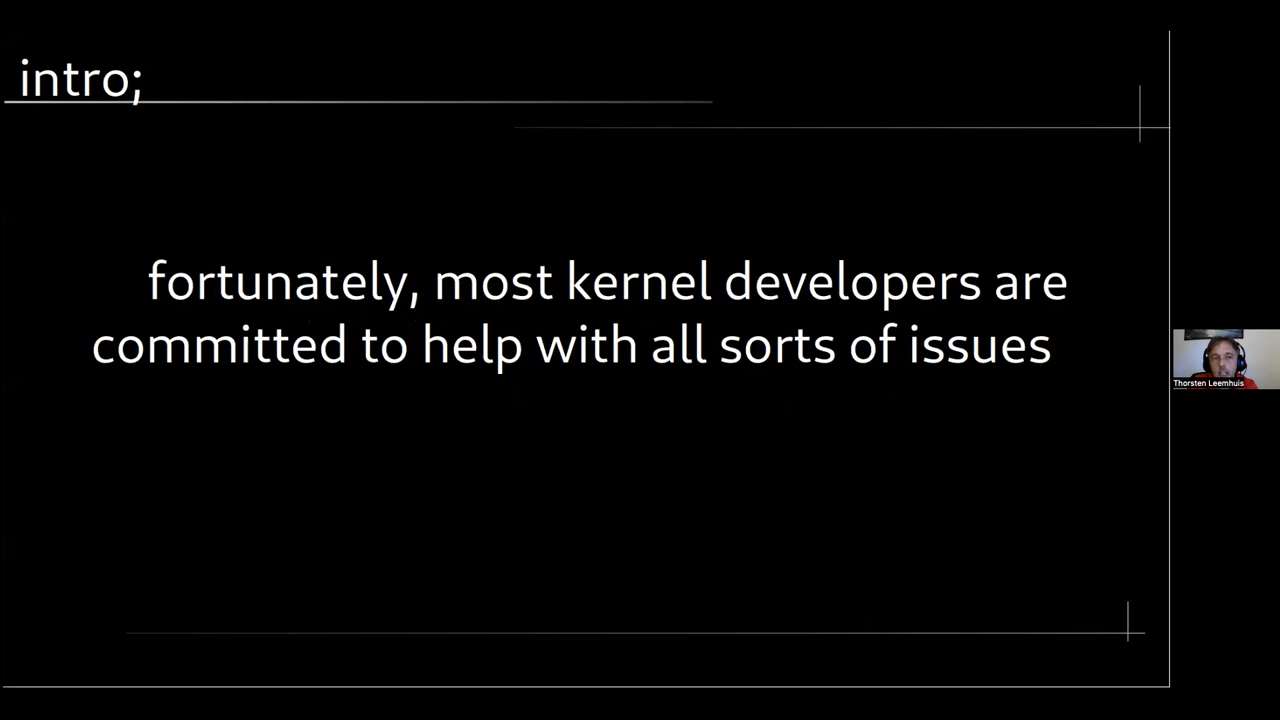 intro;
fortunately, most kernel developers are
committed to help with all sorts of issues
Thorsten Leemhuis